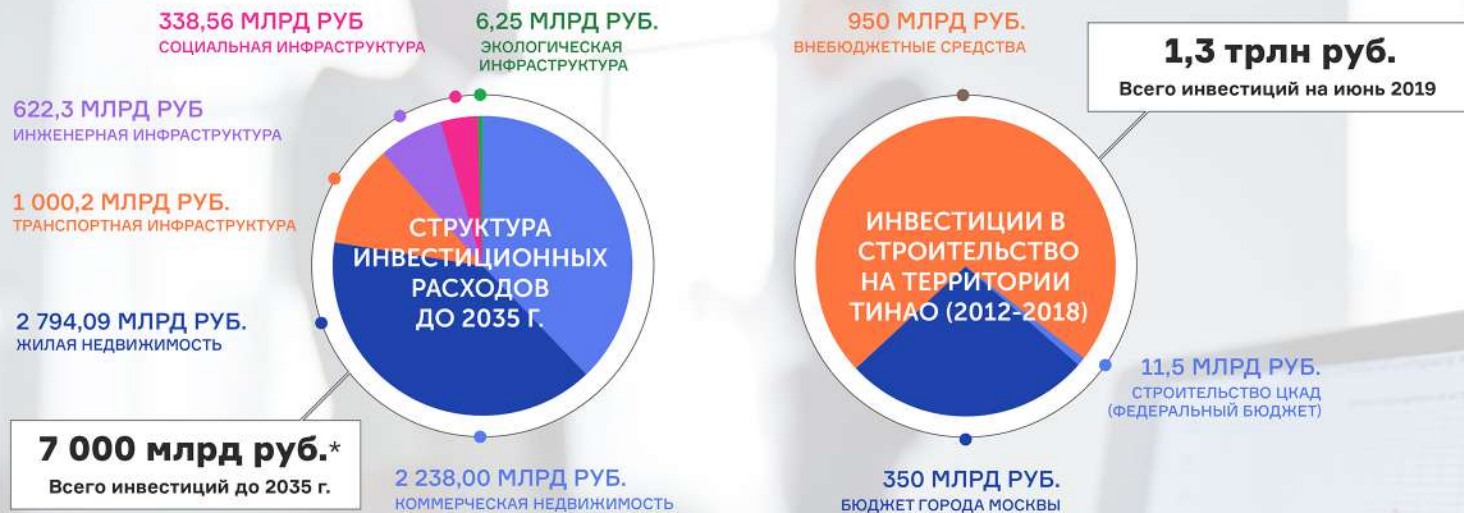 338,56 МЛРД РУБ
СОЦИАЛЬНАЯ ИНФРАСТРУКТУРА
6,25 МЛРД РУБ.
ЭКОЛОГИЧЕСКАЯ
ИНФРАСТРУКТУРА
622,3 МЛРД РУБ
ИНЖЕНЕРНАЯ ИНФРАСТРУКТУРА
1 000,2 МЛРД РУБ.
ТРАНСПОРТНАЯ ИНФРАСТРУКТУРА
2 794,09 МЛРД РУБ.
ЖИЛАЯ НЕДВИЖИМОСТЬ
СТРУКТУРА
ИНВЕСТИЦИОННЫХ
РАСХОДОВ
ДО 2035 Г.
7 000 млрд руб.*
Всего инвестиций до 2035 г.
2 238,00 МЛРД РУБ.
КОММЕРЧЕСКАЯ НЕДВИЖИМОСТЬ
950 МЛРД РУБ.
ВНЕБЮДЖЕТНЫЕ СРЕДСТВА
1,3 трлн руб.
Всего инвестиций на июнь 2019
ИНВЕСТИЦИИ В
СТРОИТЕЛЬСТВО
НА ТЕРРИТОРИИ
ТИНАО (2012-2018)
11,5 МЛРД РУБ.
СТРОИТЕЛЬСТВО ЦКАД
(ФЕДЕРАЛЬНЫЙ БЮДЖЕТ)
350 МЛРД РУБ.
БЮДЖЕТ ГОРОДА МОСКВЫ